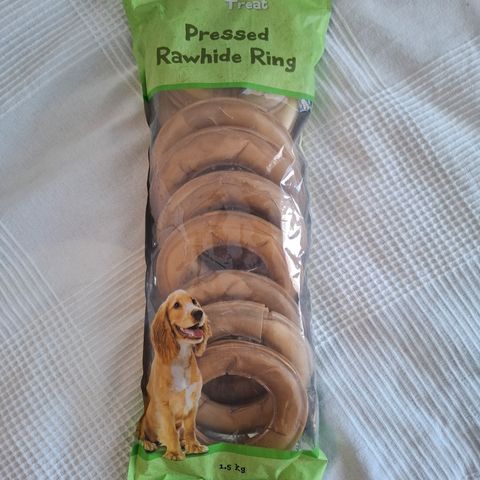 Treat
Pressed
Rawhide Ring
1.5 kg